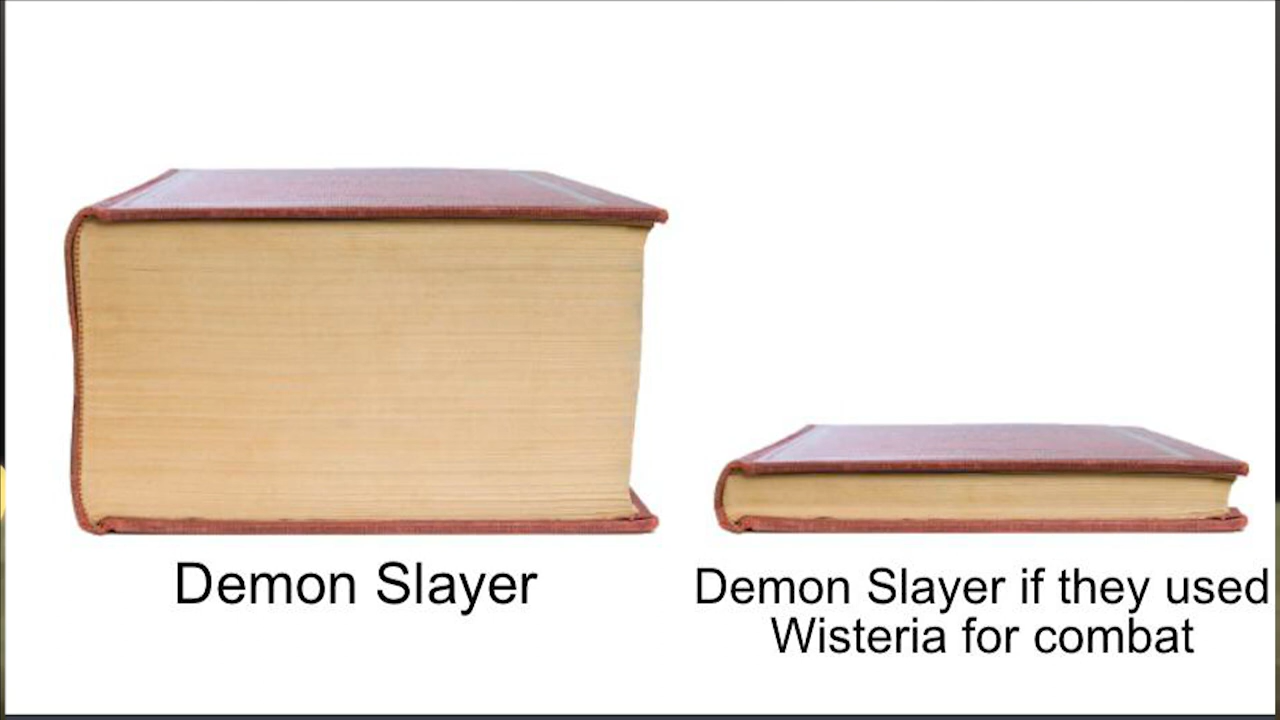 Demon Slayer
Demon Slayer if they used
Wisteria for combat